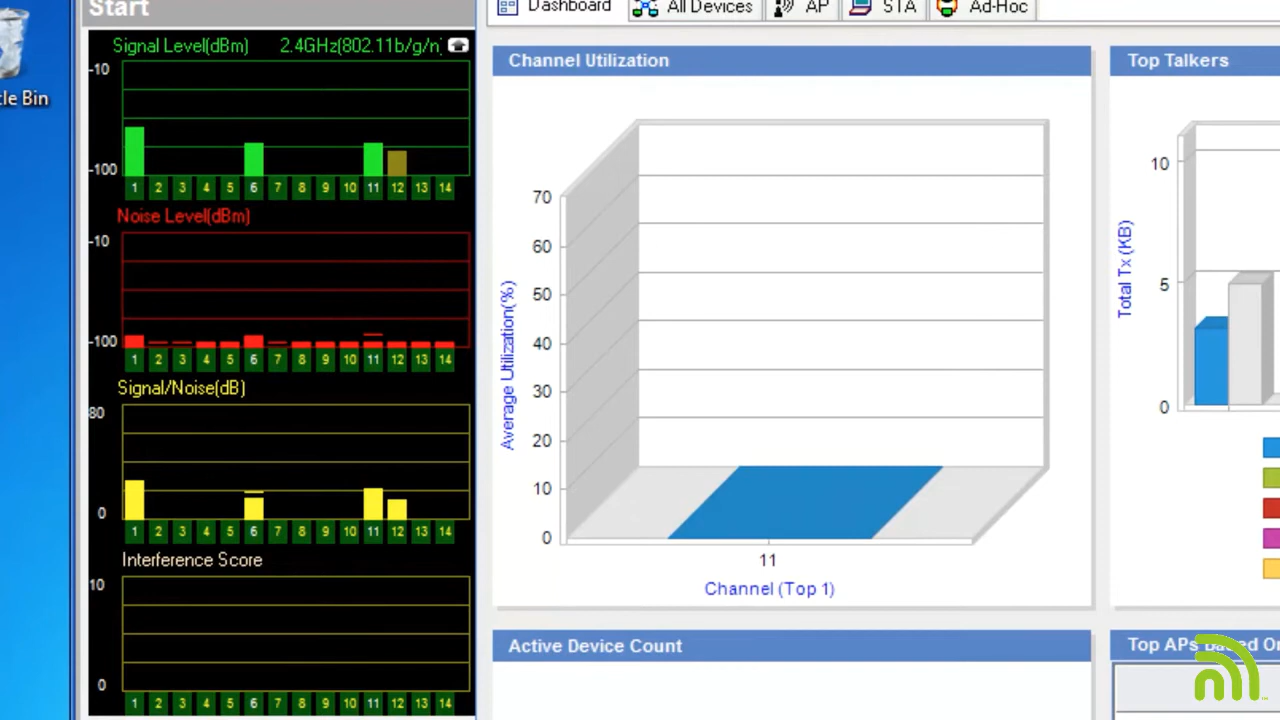 Start
cle Bin
Signal Level(dBm) 2.4GHz(802.11b/g/n)
-10
-100
1 2 3 4 5 6 7 8 9 10 11 12 13 14
Noise Level(dBm)
-10
-100
1 2 3 4 5 6 7 8 9 10 11 12 13 14
Signal/Noise(dB)
80
0
1 2 3 4 5 6 7 8 9 10 11 12 13 14
Interference Score
10
0
1 2 3 4 5 6 7 8 9 10 11 12 13 14
Dashboard All Devices AP STA Ad-Hoc
Channel Utilization
Average Utilization(%)
70
60
50
40
30
20
10
0
11
Channel (Top 1)
Top Talkers
Total Tx (KB)
10
5
0
Active Device Count
Top APs Based On